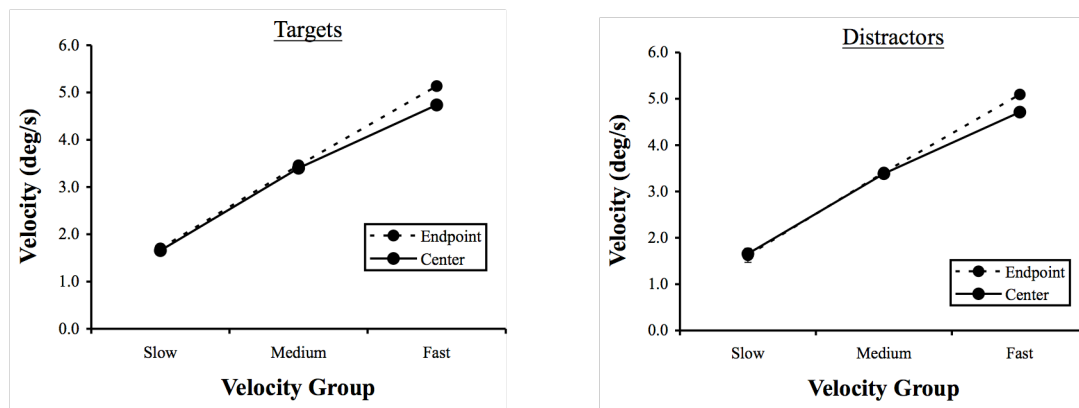 Targets
6.0
5.0
4.0
3.0
2.0
1.0
0.0
Velocity (deg/s)
Endpoint
Center
Slow Medium Fast
Velocity Group
Distractors
6.0
5.0
4.0
3.0
2.0
1.0
0.0
Velocity (deg/s)
Endpoint
Center
Slow Medium Fast
Velocity Group